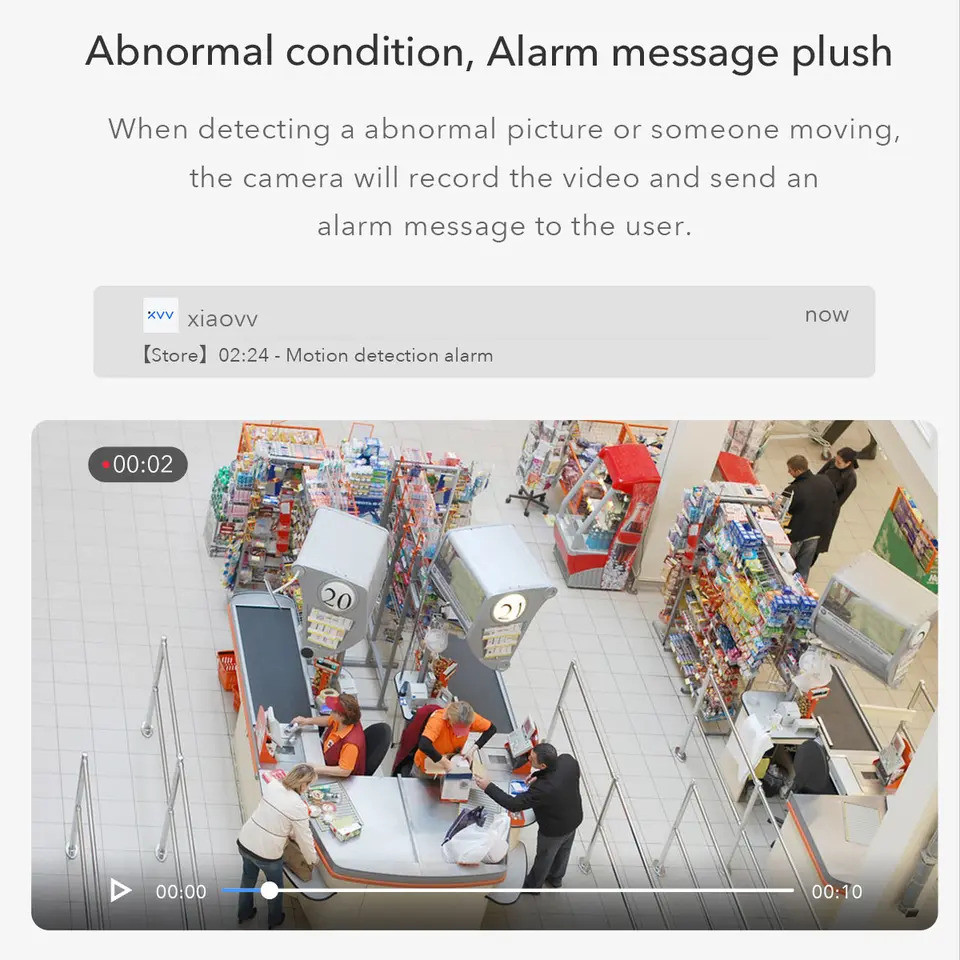 Abnormal condition, Alarm message plush
When detecting a abnormal picture or someone moving,
the camera will record the video and send an
alarm message to the user.
xvv xiaovv now
【Store】02:24 - Motion detection alarm
00:02
20
21
00:00 00:10